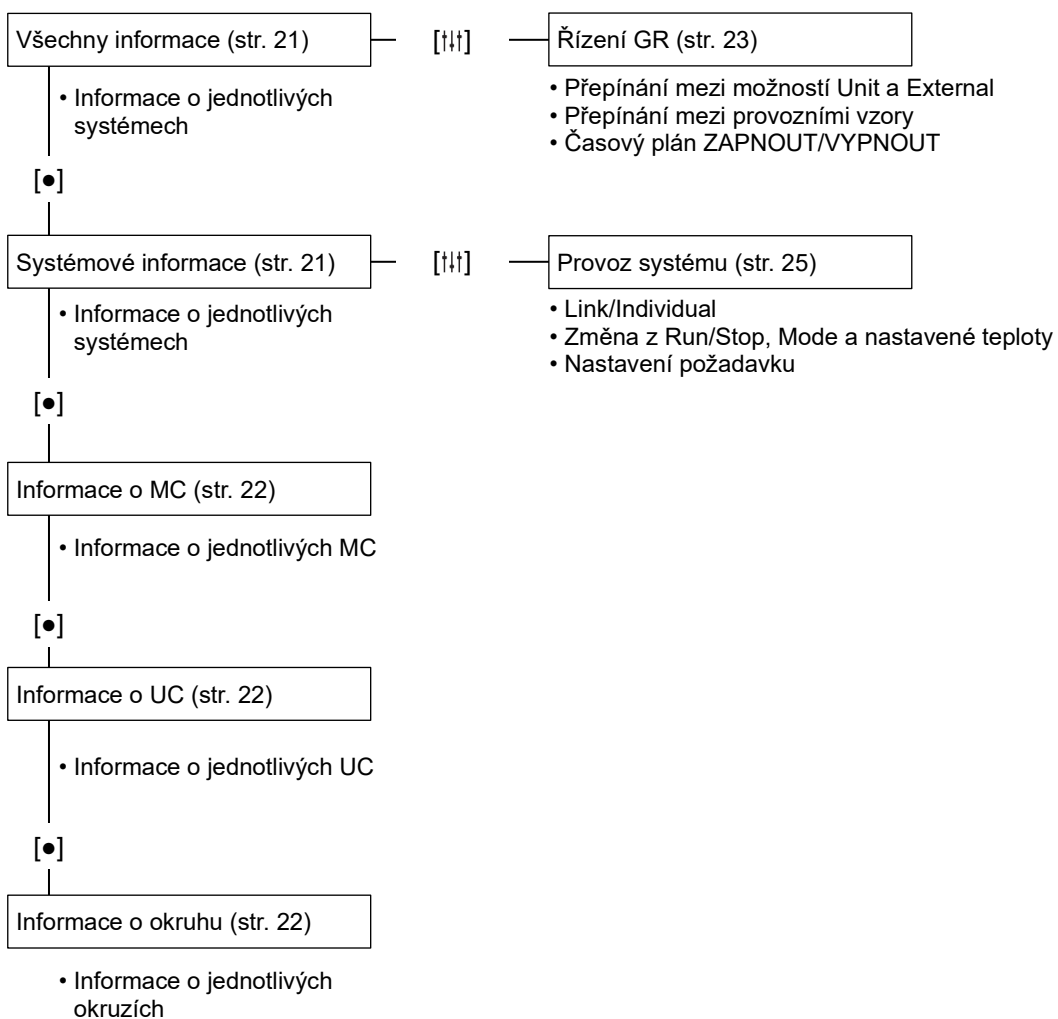 Všechny informace (str. 21)
[⫯⫰⫯]
Řízení GR (str. 23)
• Informace o jednotlivých
systémech
• Přepínání mezi možností Unit a External
• Přepínání mezi provozními vzory
• Časový plán ZAPNOUT/VYPNOUT
[●]
Systémové informace (str. 21)
[⫯⫰⫯]
Provoz systému (str. 25)
• Informace o jednotlivých
systémech
• Link/Individual
• Změna z Run/Stop, Mode a nastavené teploty
• Nastavení požadavku
[●]
Informace o MC (str. 22)
• Informace o jednotlivých MC
[●]
Informace o UC (str. 22)
• Informace o jednotlivých UC
[●]
Informace o okruhu (str. 22)
• Informace o jednotlivých
okruzích